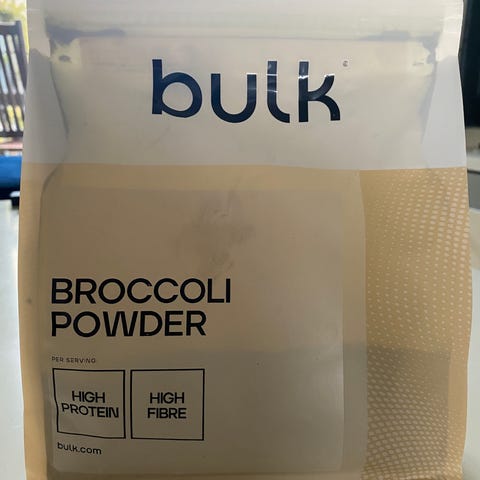 bulk
BROCCOLI
POWDER
PER SERVING:
HIGH
PROTEIN
HIGH
FIBRE
bulk.com